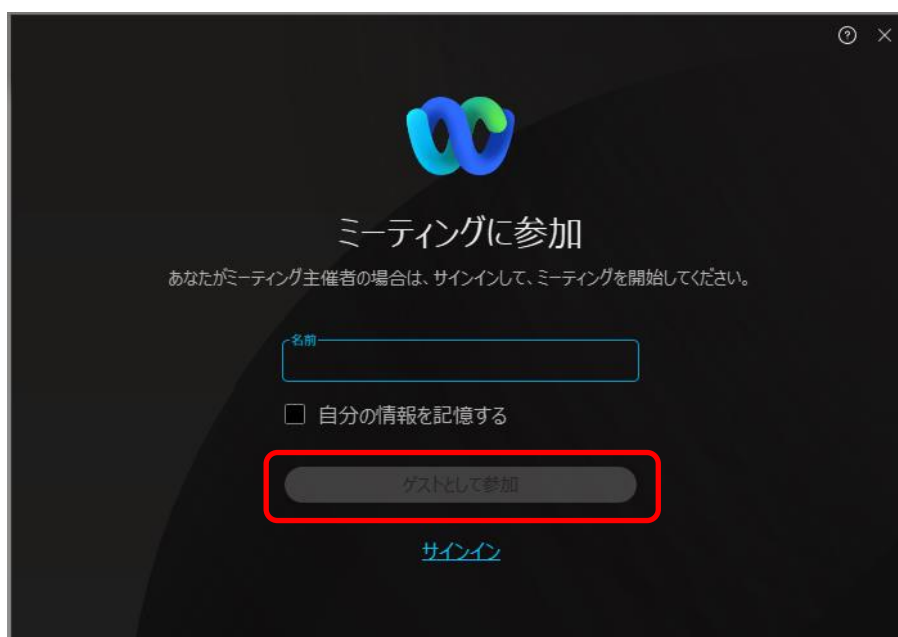 ミーティングに参加
あなたがミーティング主催者の場合は、サインインして、ミーティングを開始してください。
名前
自分の情報を記憶する
ゲストとして参加
サインイン